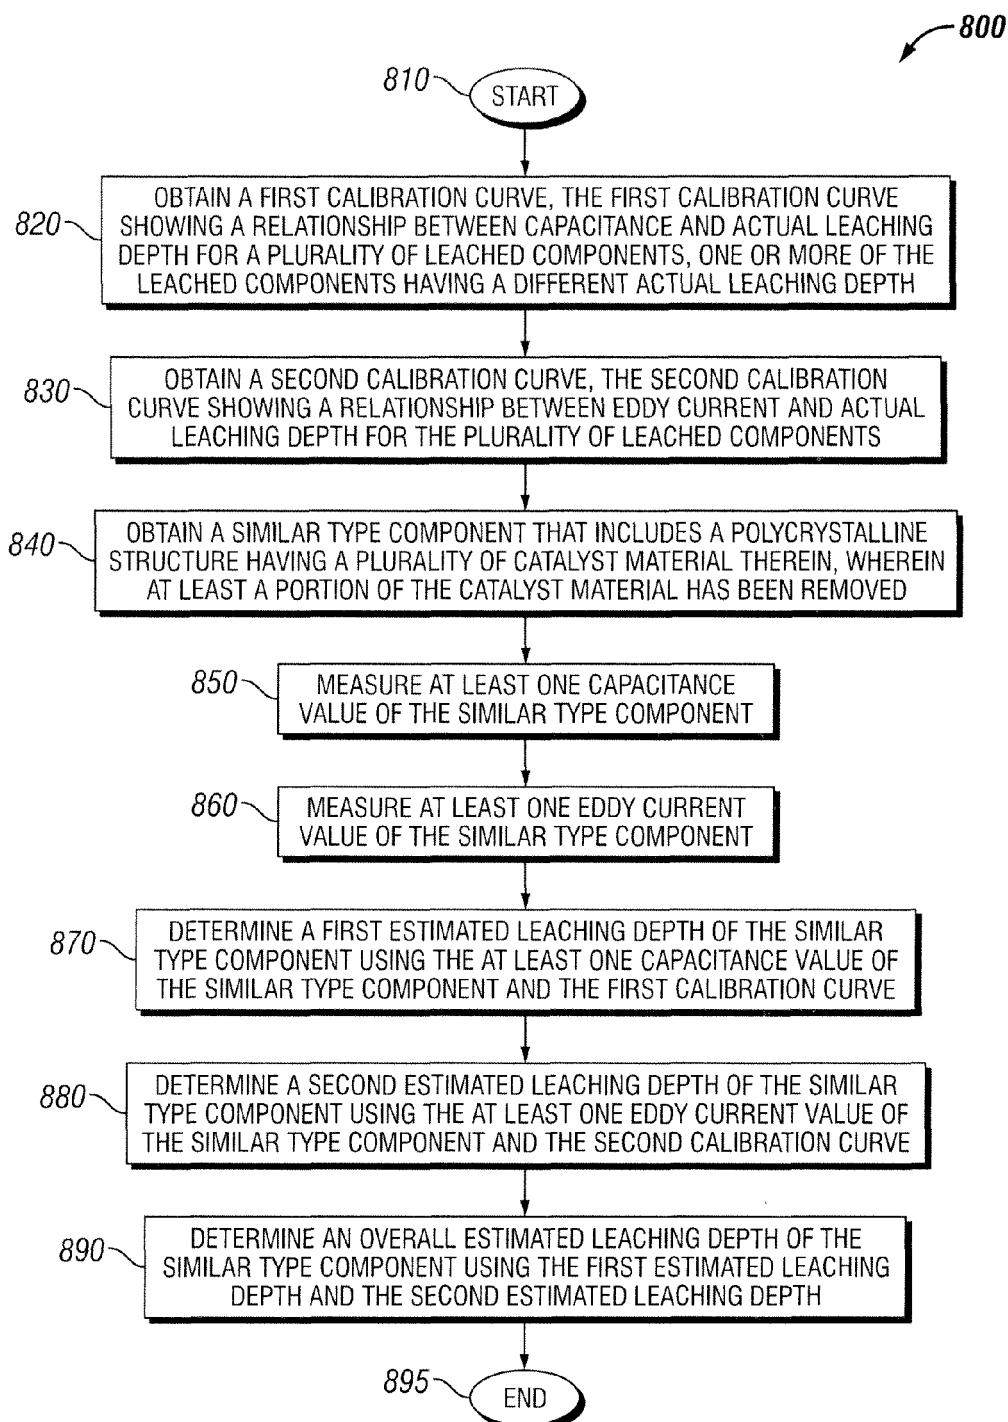 800
810
START
820
OBTAIN A FIRST CALIBRATION CURVE, THE FIRST CALIBRATION CURVE
SHOWING A RELATIONSHIP BETWEEN CAPACITANCE AND ACTUAL LEACHING
DEPTH FOR A PLURALITY OF LEACHED COMPONENTS, ONE OR MORE OF THE
LEACHED COMPONENTS HAVING A DIFFERENT ACTUAL LEACHING DEPTH
830
OBTAIN A SECOND CALIBRATION CURVE, THE SECOND CALIBRATION
CURVE SHOWING A RELATIONSHIP BETWEEN EDDY CURRENT AND ACTUAL
LEACHING DEPTH FOR THE PLURALITY OF LEACHED COMPONENTS
840
OBTAIN A SIMILAR TYPE COMPONENT THAT INCLUDES A POLYCRYSTALLINE
STRUCTURE HAVING A PLURALITY OF CATALYST MATERIAL THEREIN, WHEREIN
AT LEAST A PORTION OF THE CATALYST MATERIAL HAS BEEN REMOVED
850
MEASURE AT LEAST ONE CAPACITANCE
VALUE OF THE SIMILAR TYPE COMPONENT
860
MEASURE AT LEAST ONE EDDY CURRENT
VALUE OF THE SIMILAR TYPE COMPONENT
870
DETERMINE A FIRST ESTIMATED LEACHING DEPTH OF THE SIMILAR
TYPE COMPONENT USING THE AT LEAST ONE CAPACITANCE VALUE OF
THE SIMILAR TYPE COMPONENT AND THE FIRST CALIBRATION CURVE
880
DETERMINE A SECOND ESTIMATED LEACHING DEPTH OF THE SIMILAR
TYPE COMPONENT USING THE AT LEAST ONE EDDY CURRENT VALUE OF
THE SIMILAR TYPE COMPONENT AND THE SECOND CALIBRATION CURVE
890
DETERMINE AN OVERALL ESTIMATED LEACHING DEPTH OF THE
SIMILAR TYPE COMPONENT USING THE FIRST ESTIMATED LEACHING
DEPTH AND THE SECOND ESTIMATED LEACHING DEPTH
895
END